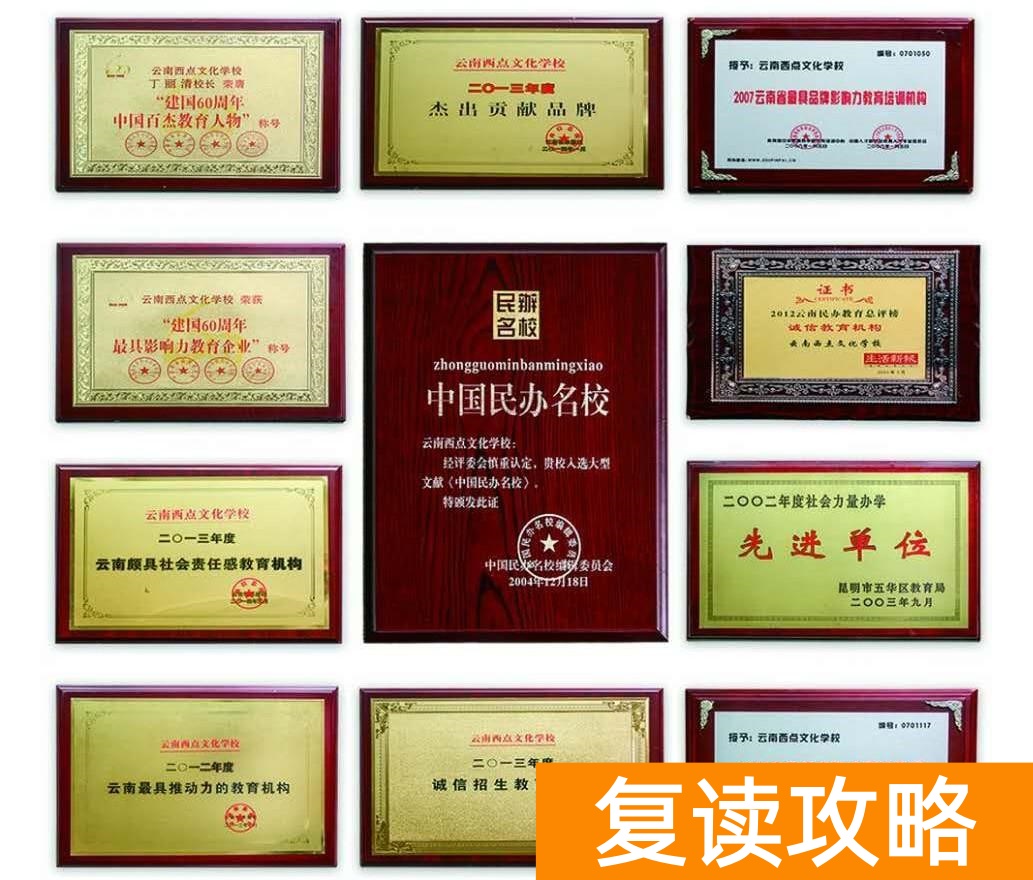 云南西点文化学校
丁丽清校长 荣膺
“建国60周年
中国百杰教育人物”称号
云南西点文化学校
二〇一三年度
杰出贡献品牌
编号：0701050
授予：云南西点文化学校
2007云南省最具品牌影响力教育培训机构
云南西点文化学校 荣获
“建国60周年
最具影响力教育企业”称号
民办
名校
zhongguominbanmingxiao
中国民办名校
云南西点文化学校：
经评委会慎重认定，贵校入选大型
文献《中国民办名校》。
特颁发此证
中国民办名校编辑委员会
2004年12月18日
证书
CERTIFICATE
2012云南民办教育总评榜
诚信教育机构
云南西点文化学校
生活新报
云南西点文化学校
二〇一三年度
云南颇具社会责任感教育机构
二〇〇二年度社会力量办学
先进单位
昆明市五华区教育局
二〇〇三年九月
云南西点文化学校
二〇一二年度
云南最具推动力的教育机构
云南西点文化学校
二〇一三年度
诚信招生教
编号：0701117
授予：云南西点文化学校
复读攻略